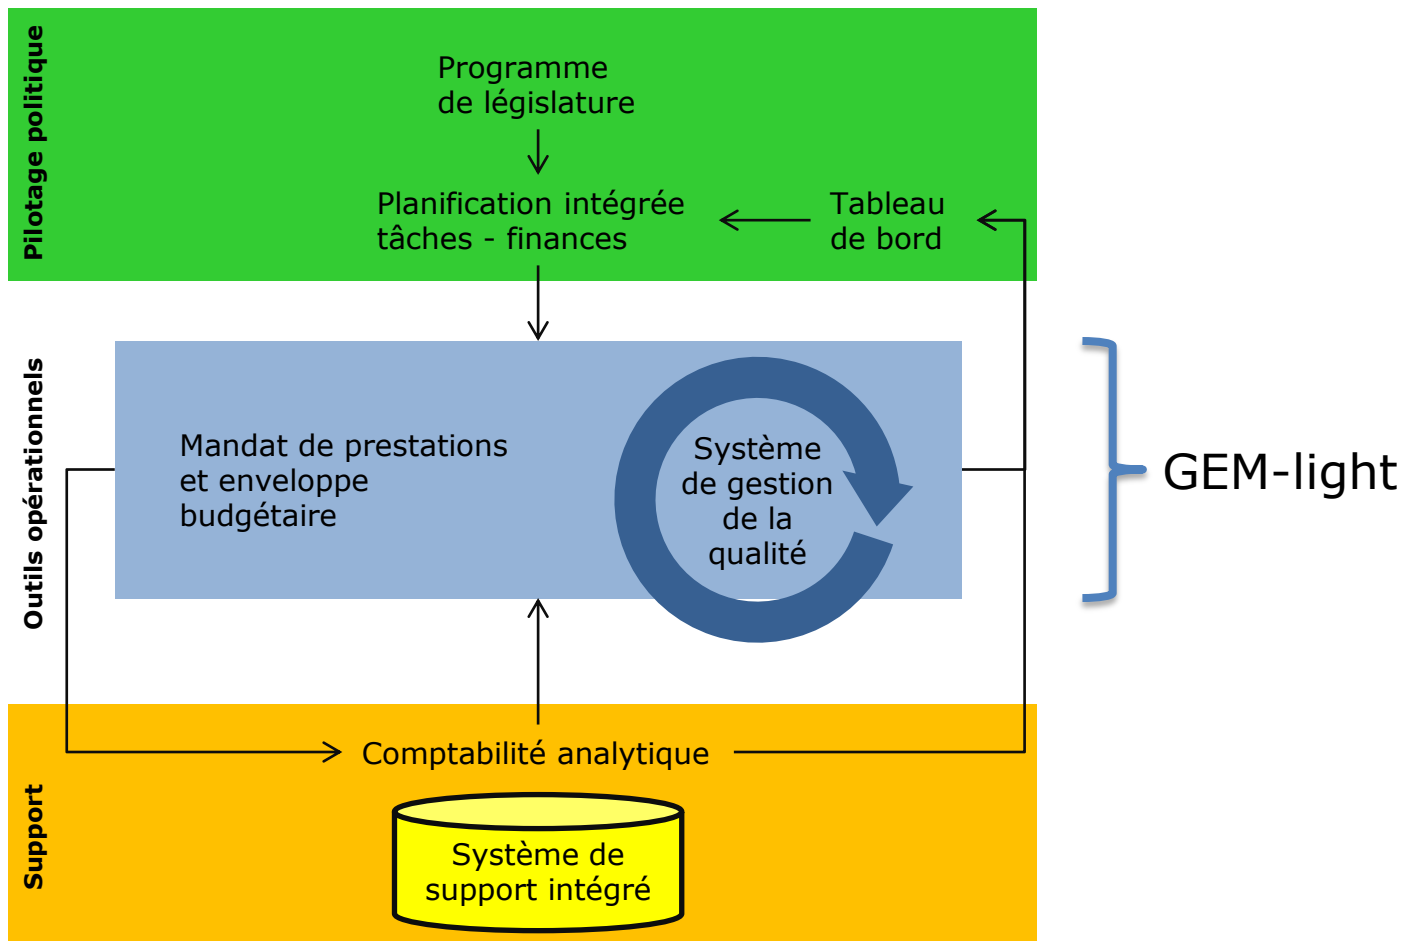 Pilotage politique
Programme
de législature
Planification intégrée
tâches - finances
Tableau
de bord
Outils opérationnels
Mandat de prestations
et enveloppe
budgétaire
Système
de gestion
de la
qualité
GEM-light
Support
Comptabilité analytique
Système de
support intégré